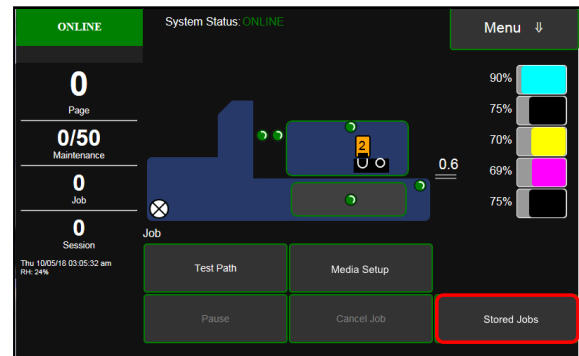 ONLINE
System Status: ONLINE
Menu ⇓
0
Page
0/50
Maintenance
0
Job
0
Session
Thu 10/05/18 03:05:32 am
RH: 24%
2
0.6
90%
75%
70%
69%
75%
Job
Test Path
Media Setup
Pause
Cancel Job
Stored Jobs